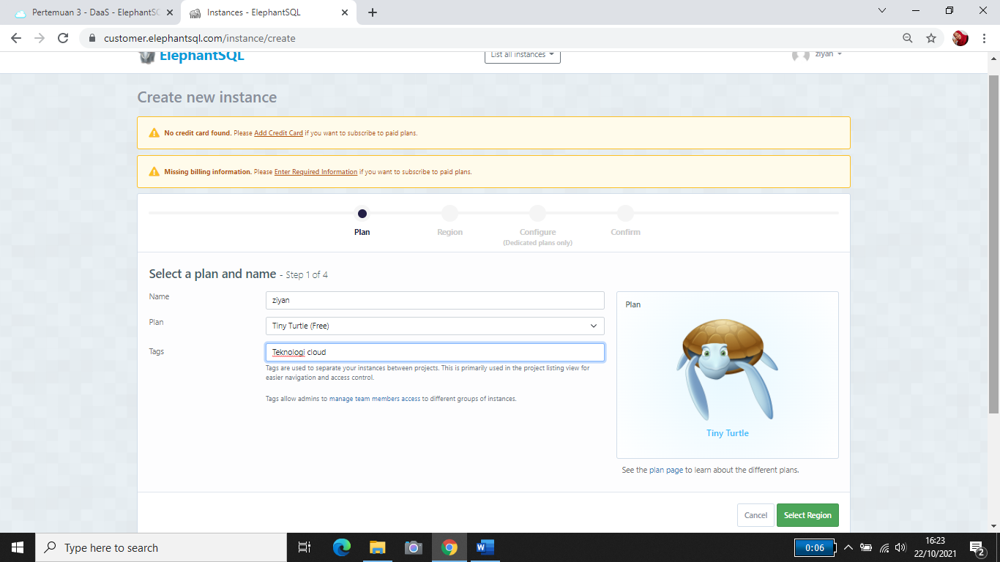 Pertemuan 3 - DaaS - ElephantSQ
Instances - ElephantSQL
customer.elephantsql.com/instance/create
ElephantSQL
List all instances
ziyan
Create new instance
No credit card found. Please Add Credit Card if you want to subscribe to paid plans.
Missing billing information. Please Enter Required Information if you want to subscribe to paid plans.
Plan
Region
Configure
(Dedicated plans only)
Confirm
Select a plan and name - Step 1 of 4
Name
ziyan
Plan
Tiny Turtle (Free)
Tags
Teknologi cloud
Tags are used to separate your instances between projects. This is primarily used in the project listing view for
easier navigation and access control.
Tags allow admins to manage team members access to different groups of instances.
Plan
Tiny Turtle
See the plan page to learn about the different plans.
Cancel
Select Region
Type here to search
0:06
16:23
22/10/2021
2